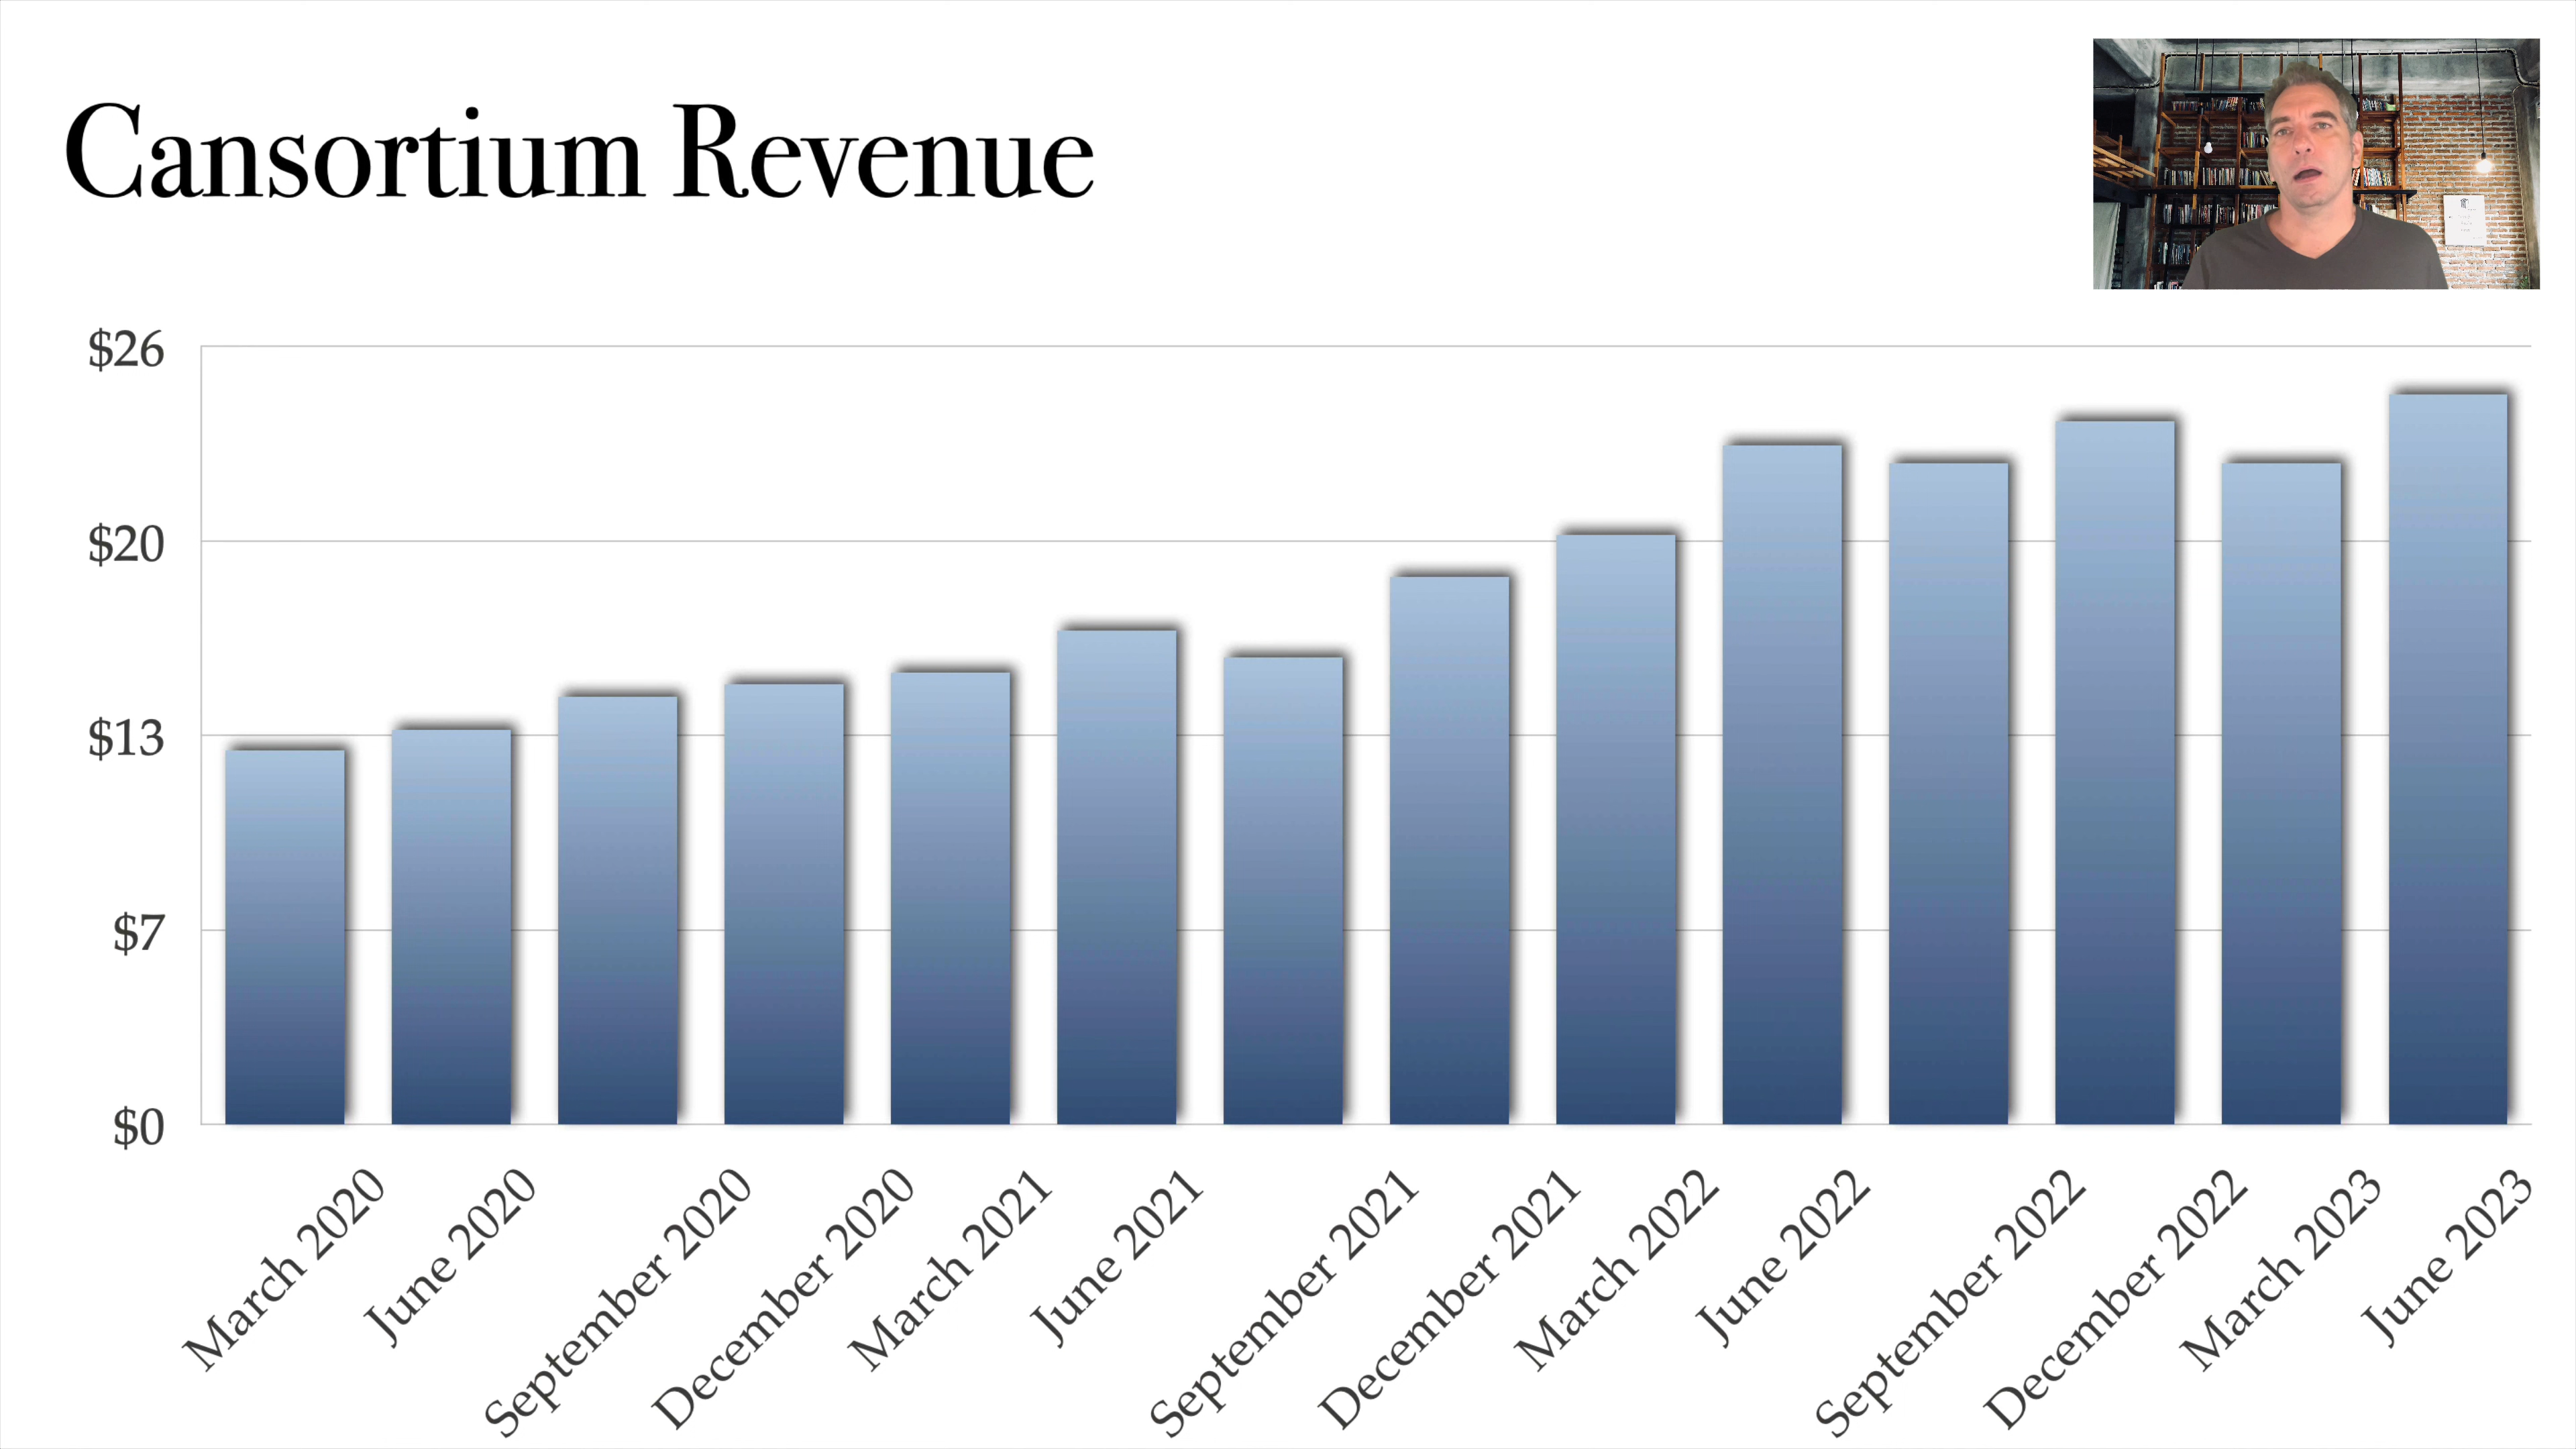 Cansortium Revenue
$26
$20
$13
$7
$0
March 2020
June 2020
September 2020
December 2020
March 2021
June 2021
September 2021
December 2021
March 2022
June 2022
September 2022
December 2022
March 2023
June 2023